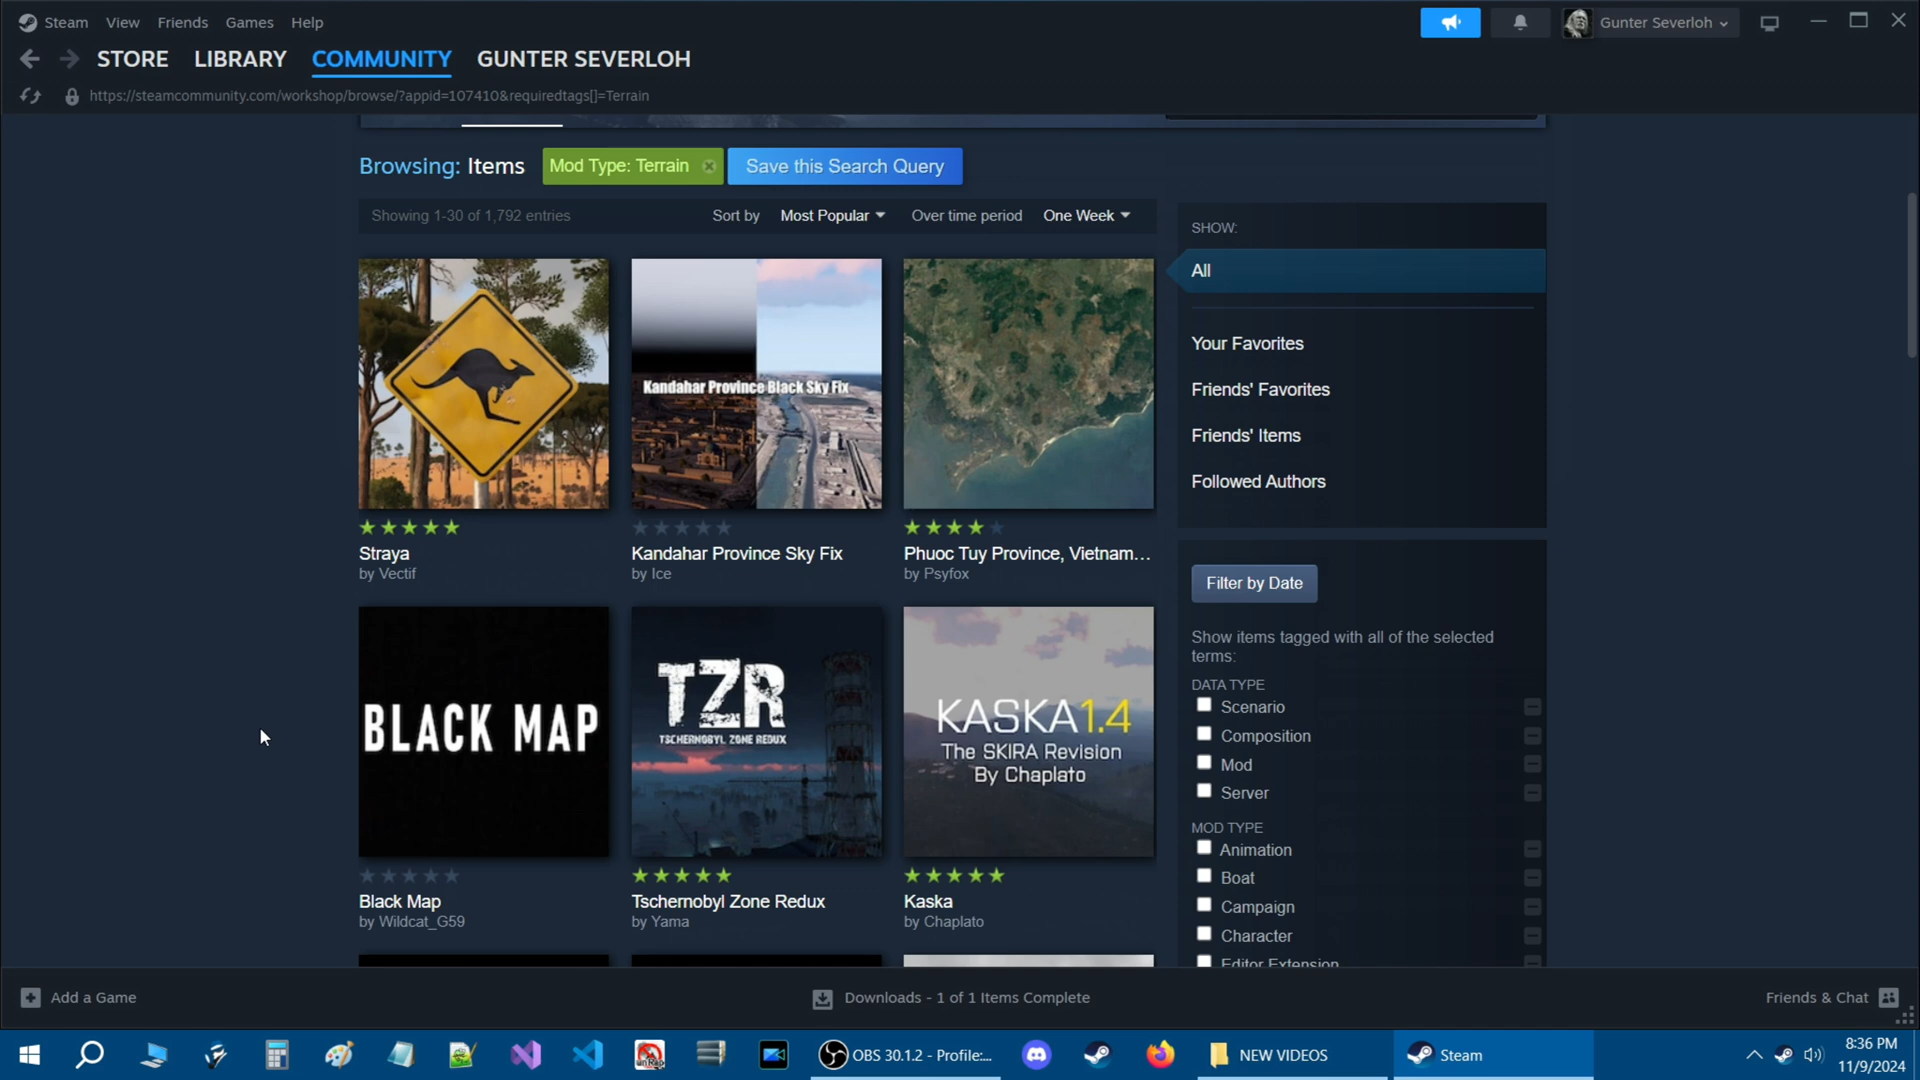 Steam View Friends Games Help
Gunter Severloh
STORE LIBRARY COMMUNITY GUNTER SEVERLOH
https://steamcommunity.com/workshop/browse/?appid=107410&requiredtags[]=Terrain
Browsing: Items Mod Type: Terrain Save this Search Query
Showing 1-30 of 1,792 entries Sort by Most Popular Over time period One Week
SHOW:
All
Your Favorites
Friends' Favorites
Friends' Items
Followed Authors
Kandahar Province Black Sky Fix
Straya
by Vectif
Kandahar Province Sky Fix
by Ice
Phuoc Tuy Province, Vietnam...
by Psyfox
Filter by Date
Show items tagged with all of the selected
terms:
DATA TYPE
Scenario
Composition
Mod
Server
MOD TYPE
Animation
Boat
Campaign
Character
Editor Extension
BLACK MAP
TZR
TSCHERNOBYL ZONE REDUX
KASKA1.4
The SKIRA Revision
By Chaplato
Black Map
by Wildcat_G59
Tschernobyl Zone Redux
by Yama
Kaska
by Chaplato
Add a Game
Downloads - 1 of 1 Items Complete
Friends & Chat
OBS 30.1.2 - Profile:...
NEW VIDEOS
Steam
8:36 PM
11/9/2024